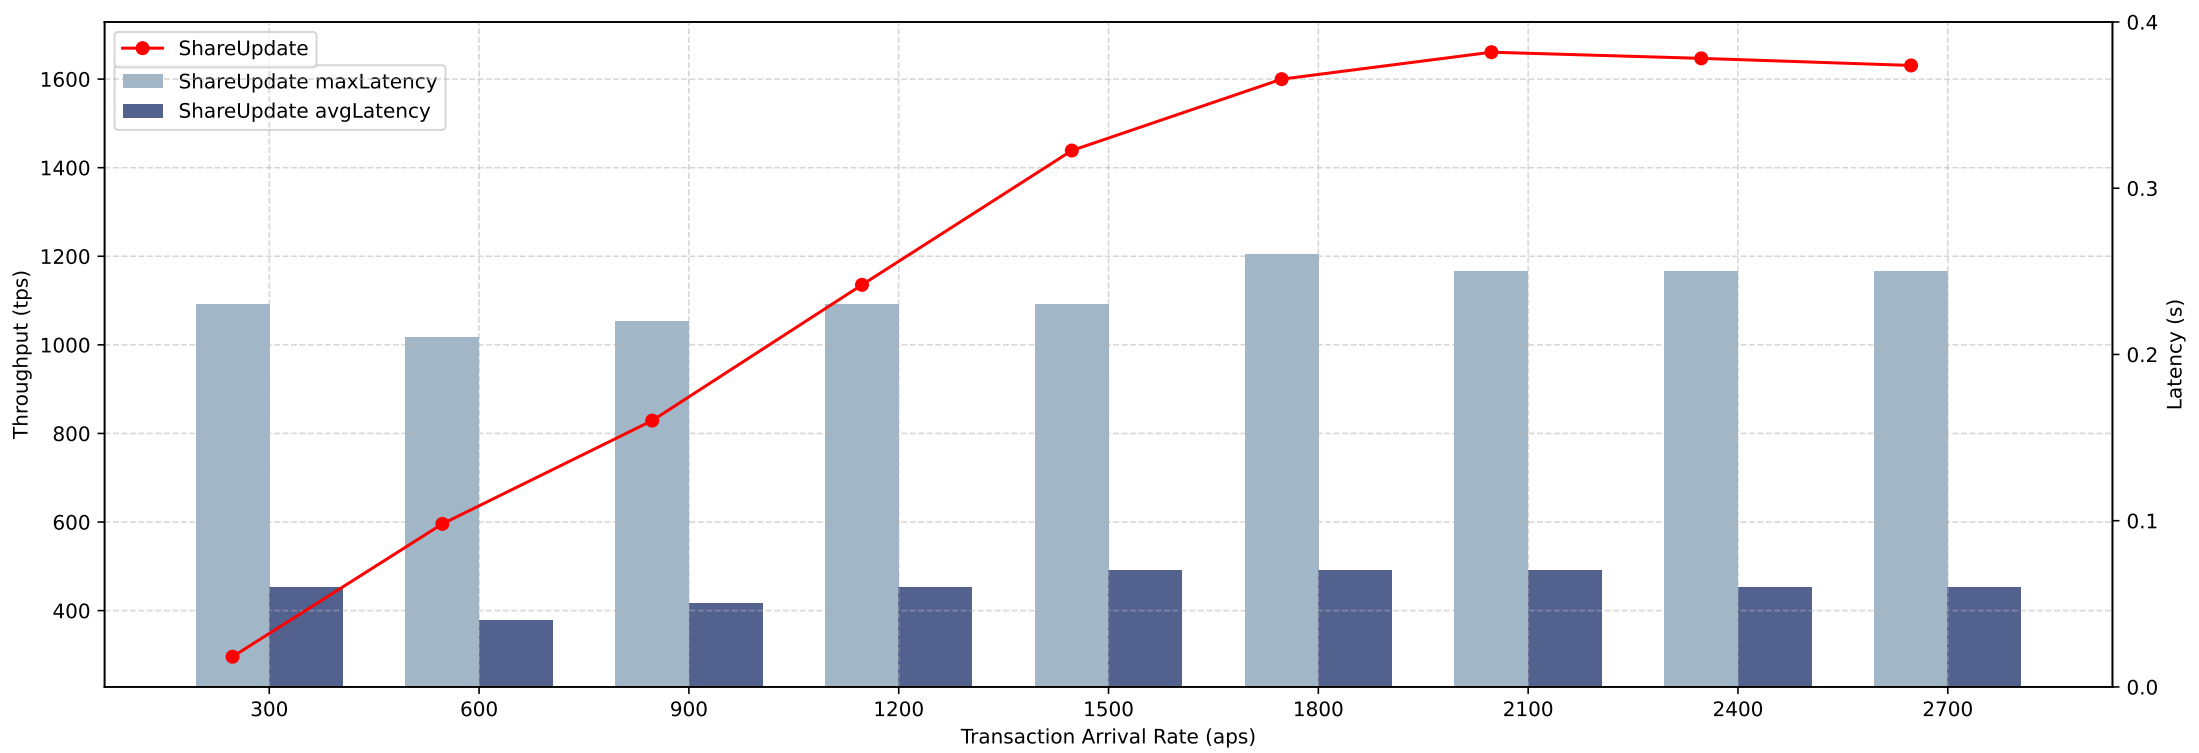 ShareUpdate
ShareUpdate maxLatency
ShareUpdate avgLatency
1600
1400
1200
1000
800
600
400
Throughput (tps)
0.4
0.3
0.2
0.1
0.0
Latency (s)
300 600 900 1200 1500 1800 2100 2400 2700
Transaction Arrival Rate (aps)